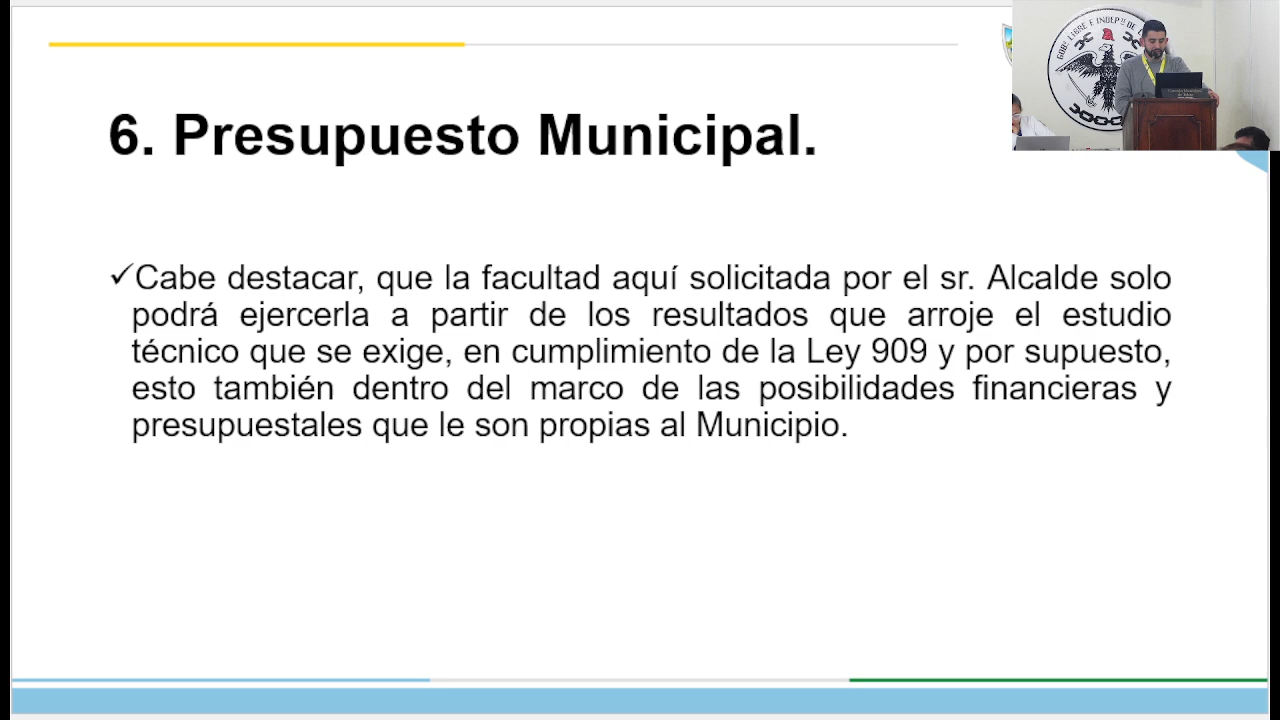 6. Presupuesto Municipal.
✓Cabe destacar, que la facultad aquí solicitada por el sr. Alcalde solo
podrá ejercerla a partir de los resultados que arroje el estudio
técnico que se exige, en cumplimiento de la Ley 909 y por supuesto,
esto también dentro del marco de las posibilidades financieras y
presupuestales que le son propias al Municipio.
LIBRE E INDEP